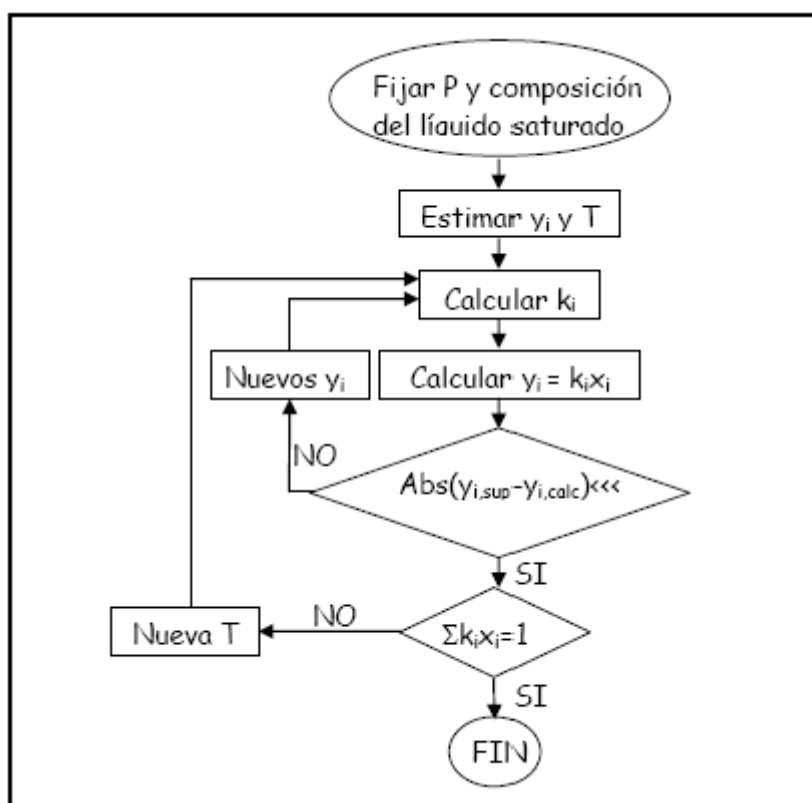 Fijar P y composición
del líquido saturado
Estimar yᵢ y T
Calcular kᵢ
Nuevos yᵢ
Calcular yᵢ = kᵢxᵢ
NO
Abs(yᵢ,sup-yᵢ,calc)<<<
SI
Nueva T
NO
Σkᵢxᵢ=1
SI
FIN